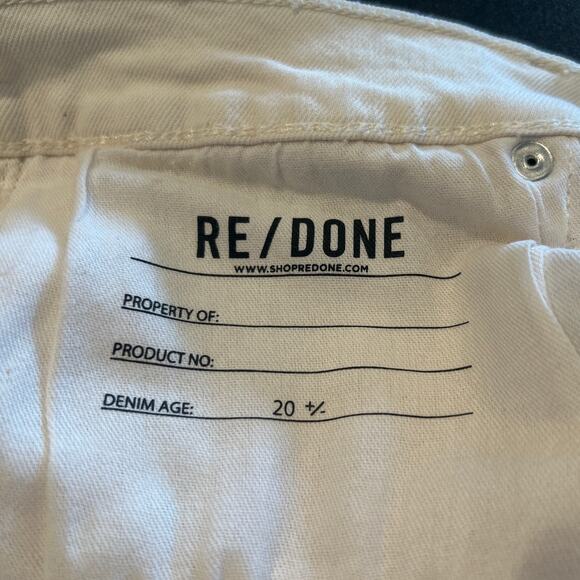 RE/DONE
WWW.SHOPREDONE.COM
PROPERTY OF:
PRODUCT NO:
DENIM AGE: 20 +/-